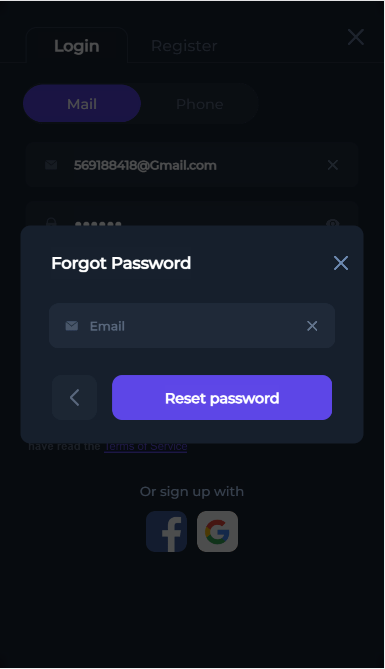 Login
Register
Mail
Phone
569188418@Gmail.com
Forgot Password
Email
Reset password
have read the Terms of Service
Or sign up with